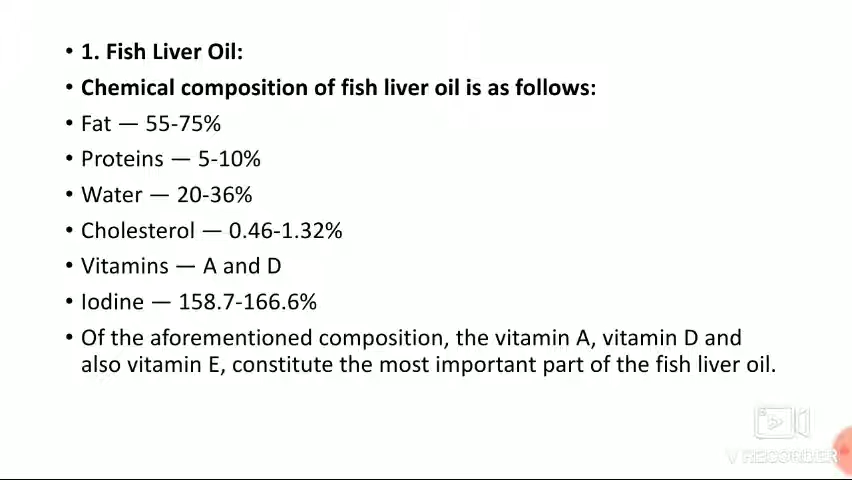 • 1. Fish Liver Oil:
• Chemical composition of fish liver oil is as follows:
• Fat — 55-75%
• Proteins — 5-10%
• Water — 20-36%
• Cholesterol — 0.46-1.32%
• Vitamins — A and D
• Iodine — 158.7-166.6%
• Of the aforementioned composition, the vitamin A, vitamin D and
also vitamin E, constitute the most important part of the fish liver oil.
V RECORDER